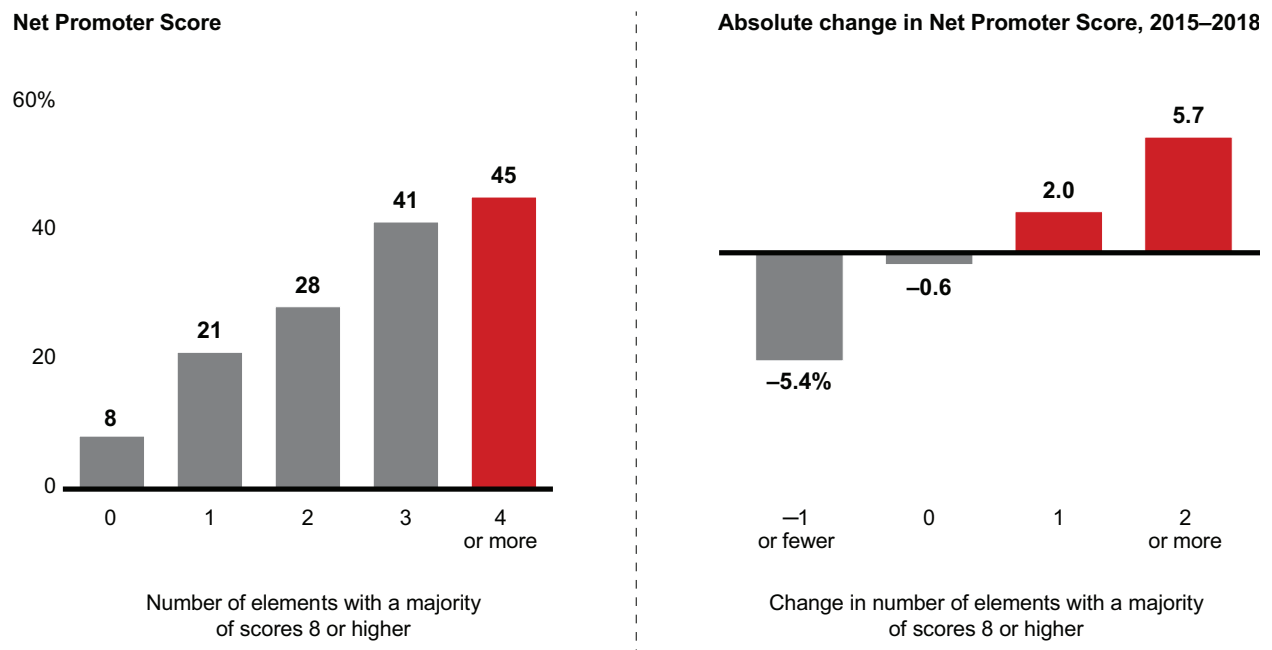 Net Promoter Score
60%
40
20
0
8
21
28
41
45
0
1
2
3
4
or more
Number of elements with a majority
of scores 8 or higher
Absolute change in Net Promoter Score, 2015–2018
–5.4%
–0.6
2.0
5.7
—1
or fewer
0
1
2
or more
Change in number of elements with a majority
of scores 8 or higher